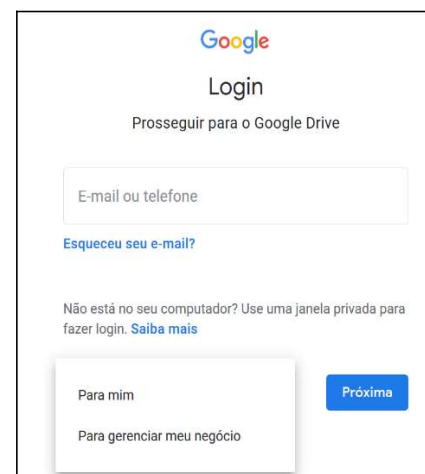 Google
Login
Prosseguir para o Google Drive
E-mail ou telefone
Esqueceu seu e-mail?
Não está no seu computador? Use uma janela privada para
fazer login. Saiba mais
Para mim
Próxima
Para gerenciar meu negócio